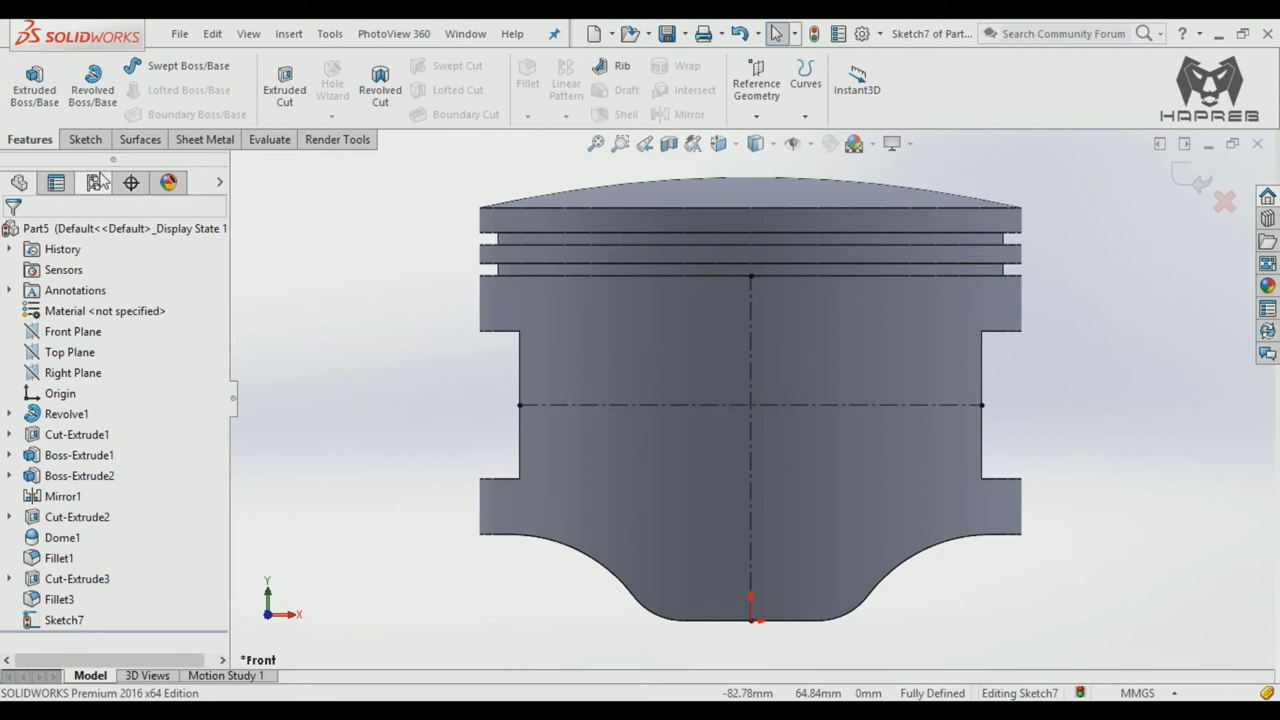 SOLIDWORKS File Edit View Insert Tools PhotoView 360 Window Help Sketch7 of Part... Search Community Forum ?
Extruded Boss/Base
Revolved Boss/Base
Swept Boss/Base
Lofted Boss/Base
Boundary Boss/Base
Extruded Cut
Hole Wizard
Revolved Cut
Swept Cut
Lofted Cut
Boundary Cut
Fillet
Linear Pattern
Rib
Draft
Shell
Wrap
Intersect
Mirror
Reference Geometry
Curves
Instant3D
HAPREB
Features Sketch Surfaces Sheet Metal Evaluate Render Tools
Part5 (Default<<Default>_Display State 1
History
Sensors
Annotations
Material <not specified>
Front Plane
Top Plane
Right Plane
Origin
Revolve1
Cut-Extrude1
Boss-Extrude1
Boss-Extrude2
Mirror1
Cut-Extrude2
Dome1
Fillet1
Cut-Extrude3
Fillet3
Sketch7
Y
X
*Front
Model 3D Views Motion Study 1
SOLIDWORKS Premium 2016 x64 Edition -82.78mm 64.84mm 0mm Fully Defined Editing Sketch7 MMGS